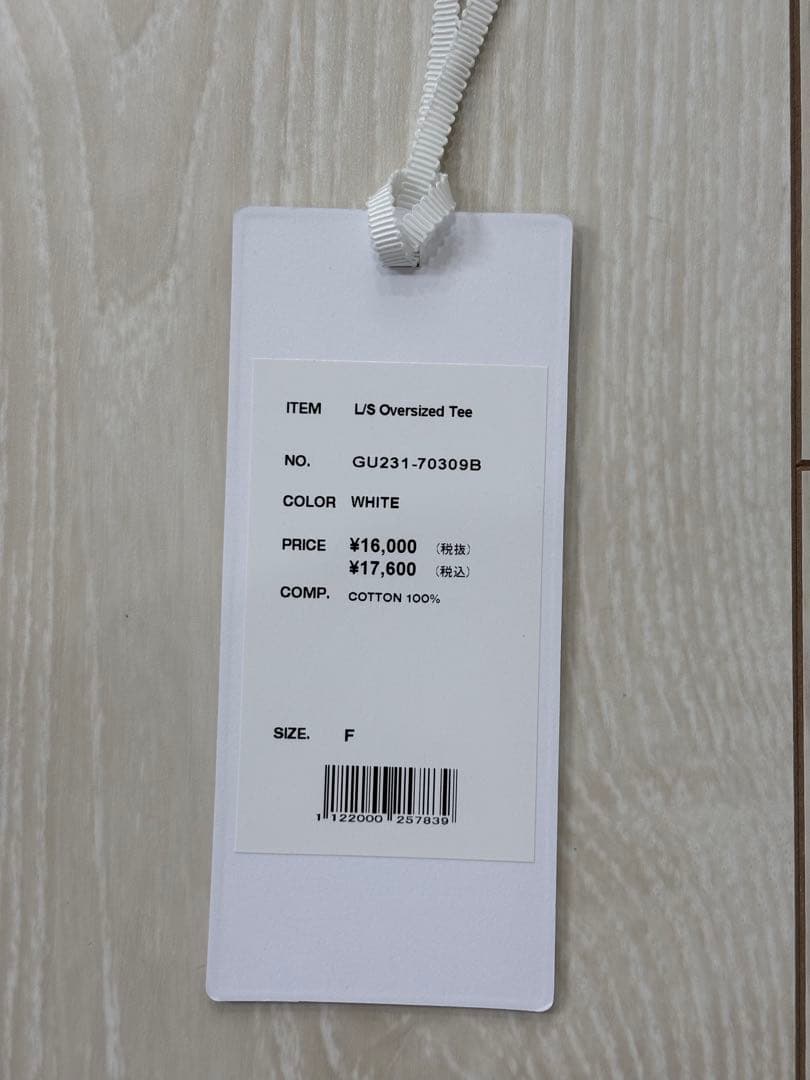 ITEM L/S Oversized Tee
NO. GU231-70309B
COLOR WHITE
PRICE ¥16,000 (税抜)
¥17,600 (税込)
COMP. COTTON 100%
SIZE. F
1 122000 257839